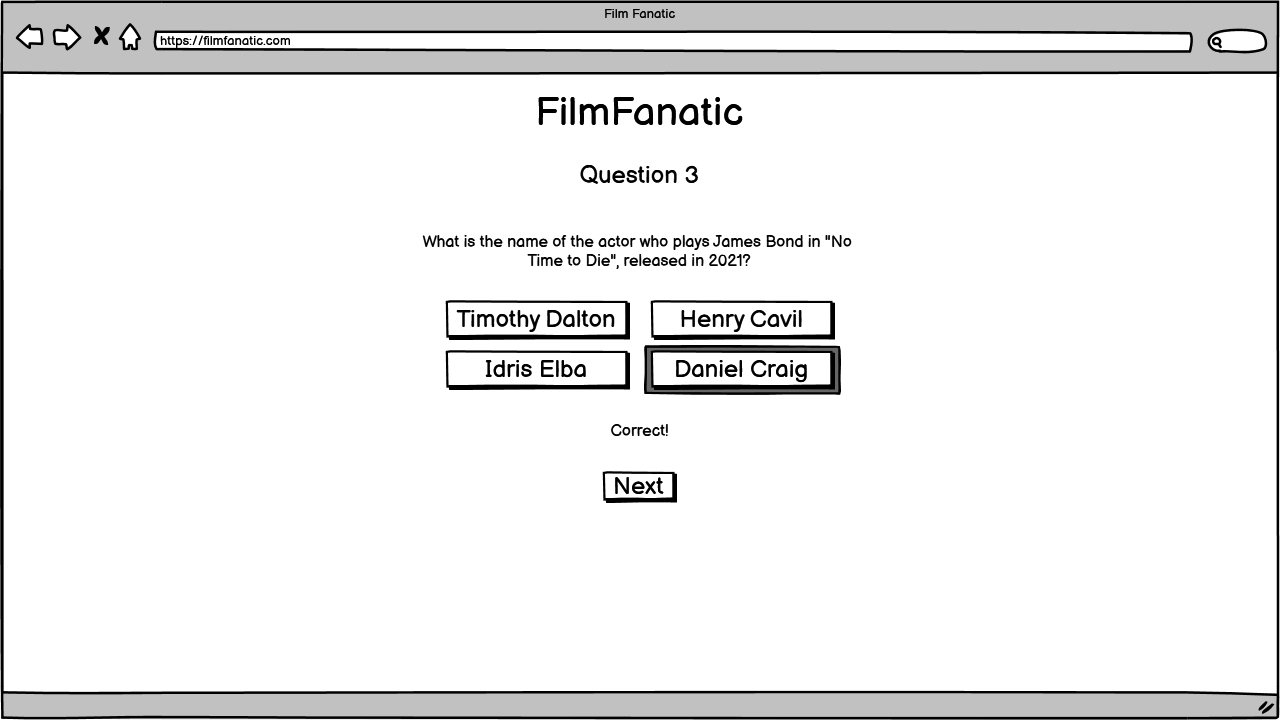 Film Fanatic
https://filmfanatic.com
FilmFanatic
Question 3
What is the name of the actor who plays James Bond in "No
Time to Die", released in 2021?
Timothy Dalton
Henry Cavil
Idris Elba
Daniel Craig
Correct!
Next